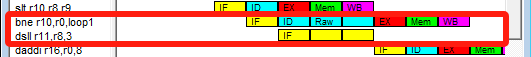 slt r10 r8 r9 IF ID EX Mem WB
bne r10,r0,loop1 IF ID Raw ID EX Mem WB
dsll r11,r8,3 IF
daddi r16,r0,8 IF ID EX Mem